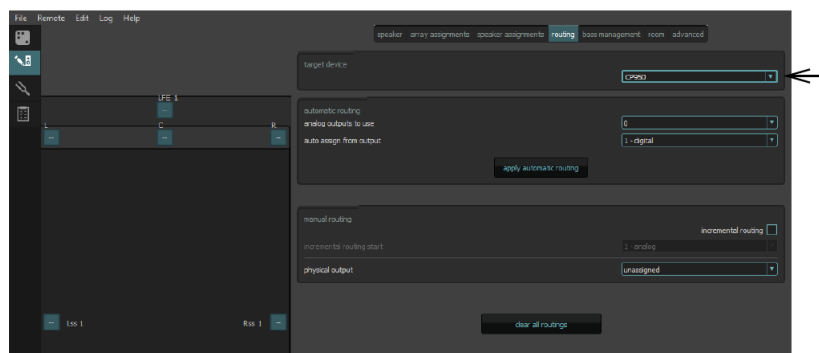 File Remote Edit Log Help
speaker array assignments speaker assignments routing bass management room advanced
target device
CP950
LFE 1
automatic routing
analog outputs to use 0
L C R
auto assign from output 1 - digital
apply automatic routing
manual routing
incremental routing
incremental routing start 1 - analog
physical output unassigned
Lss 1 Rss 1
clear all routings